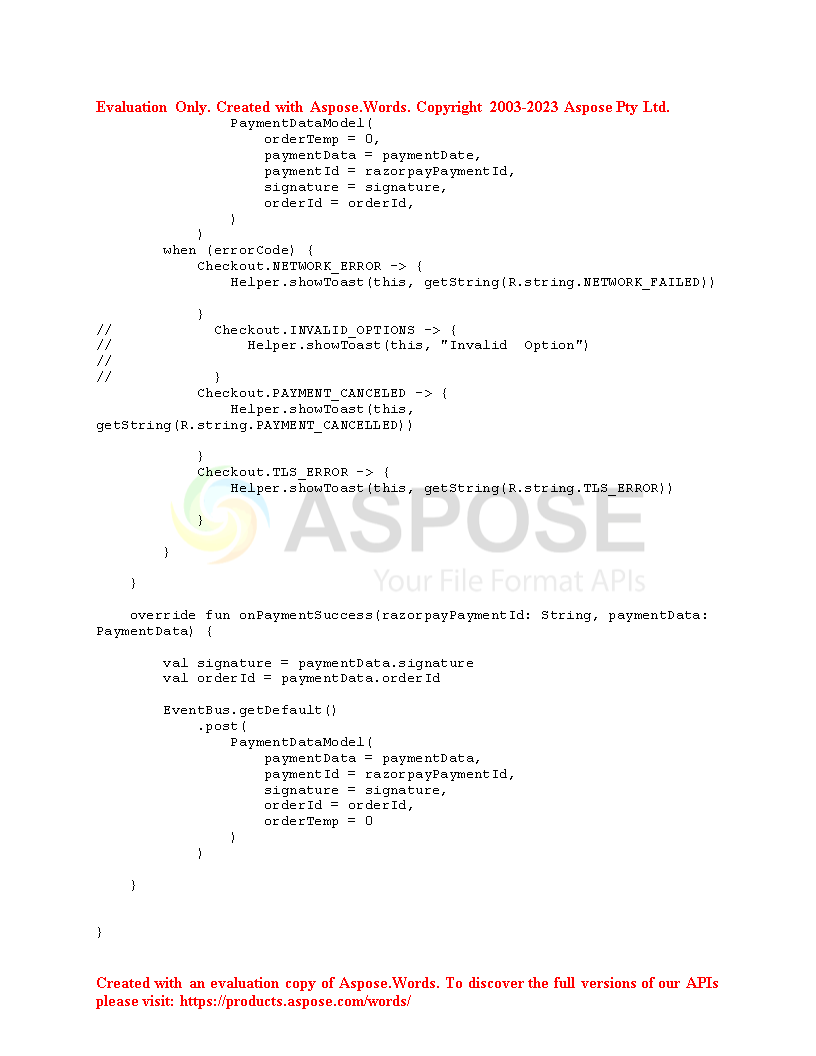 Evaluation Only. Created with Aspose.Words. Copyright 2003-2023 Aspose Pty Ltd.
                PaymentDataModel(
                    orderTemp = 0,
                    paymentData = paymentDate,
                    paymentId = razorpayPaymentId,
                    signature = signature,
                    orderId = orderId,
                )
            )
        when (errorCode) {
            Checkout.NETWORK_ERROR -> {
                Helper.showToast(this, getString(R.string.NETWORK_FAILED))
            }
//            Checkout.INVALID_OPTIONS -> {
//                Helper.showToast(this, "Invalid  Option")
//
//            }
            Checkout.PAYMENT_CANCELED -> {
                Helper.showToast(this,
getString(R.string.PAYMENT_CANCELLED))
            }
            Checkout.TLS_ERROR -> {
                Helper.showToast(this, getString(R.string.TLS_ERROR))
            }
ASPOSE
        }
Your File Format APIs
    }
    override fun onPaymentSuccess(razorpayPaymentId: String, paymentData:
PaymentData) {
        val signature = paymentData.signature
        val orderId = paymentData.orderId
        EventBus.getDefault()
            .post(
                PaymentDataModel(
                    paymentData = paymentData,
                    paymentId = razorpayPaymentId,
                    signature = signature,
                    orderId = orderId,
                    orderTemp = 0
                )
            )
    }
}
Created with an evaluation copy of Aspose.Words. To discover the full versions of our APIs
please visit: https://products.aspose.com/words/